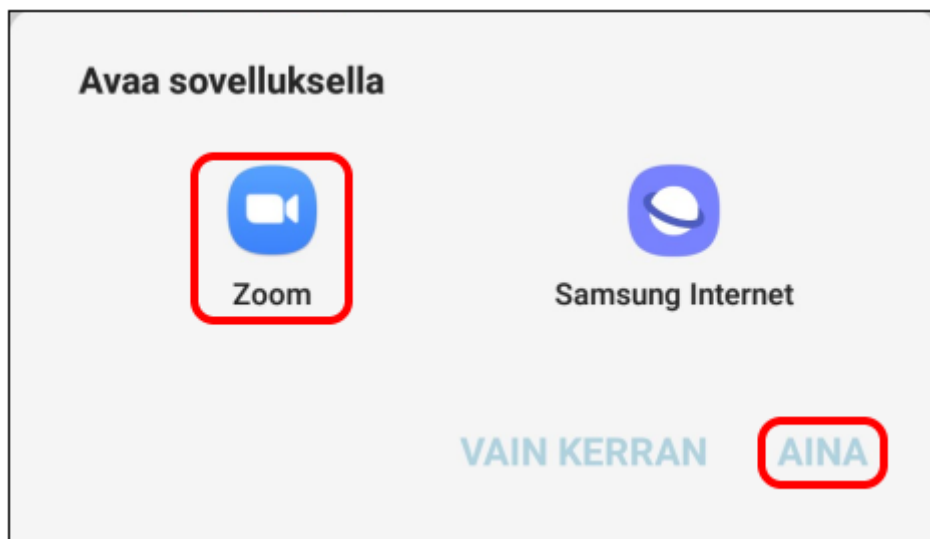 Avaa sovelluksella
Zoom
Samsung Internet
VAIN KERRAN
AINA